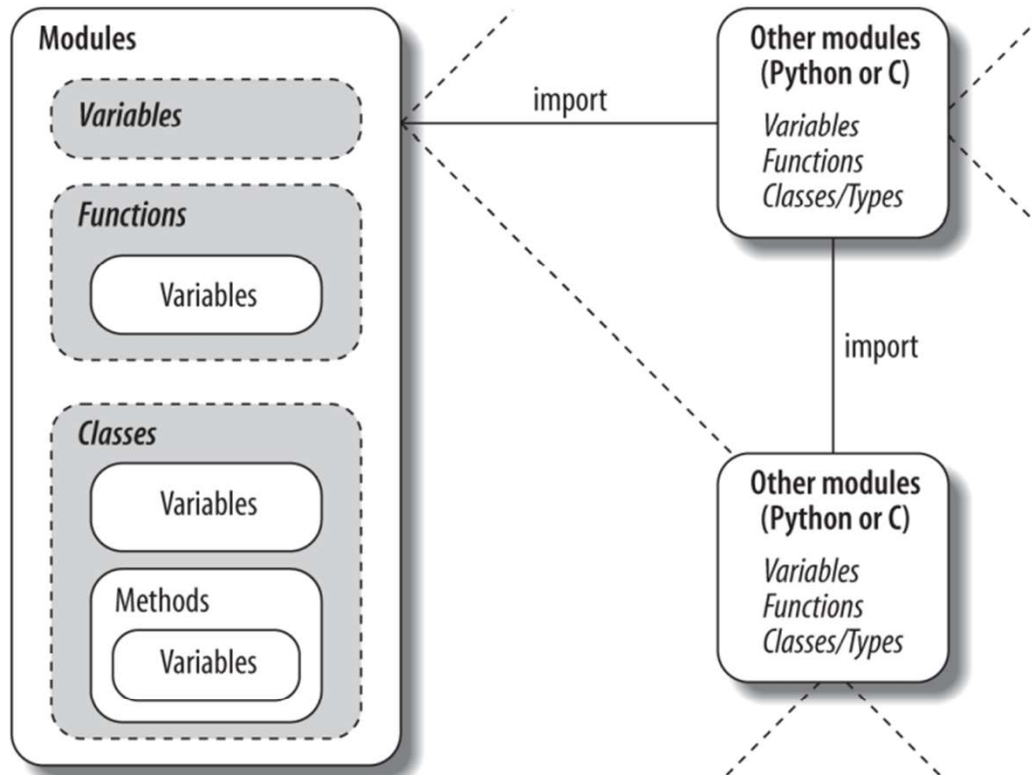 Modules
Variables
Functions
Variables
Classes
Variables
Methods
Variables
import
Other modules
(Python or C)
Variables
Functions
Classes/Types
import
Other modules
(Python or C)
Variables
Functions
Classes/Types